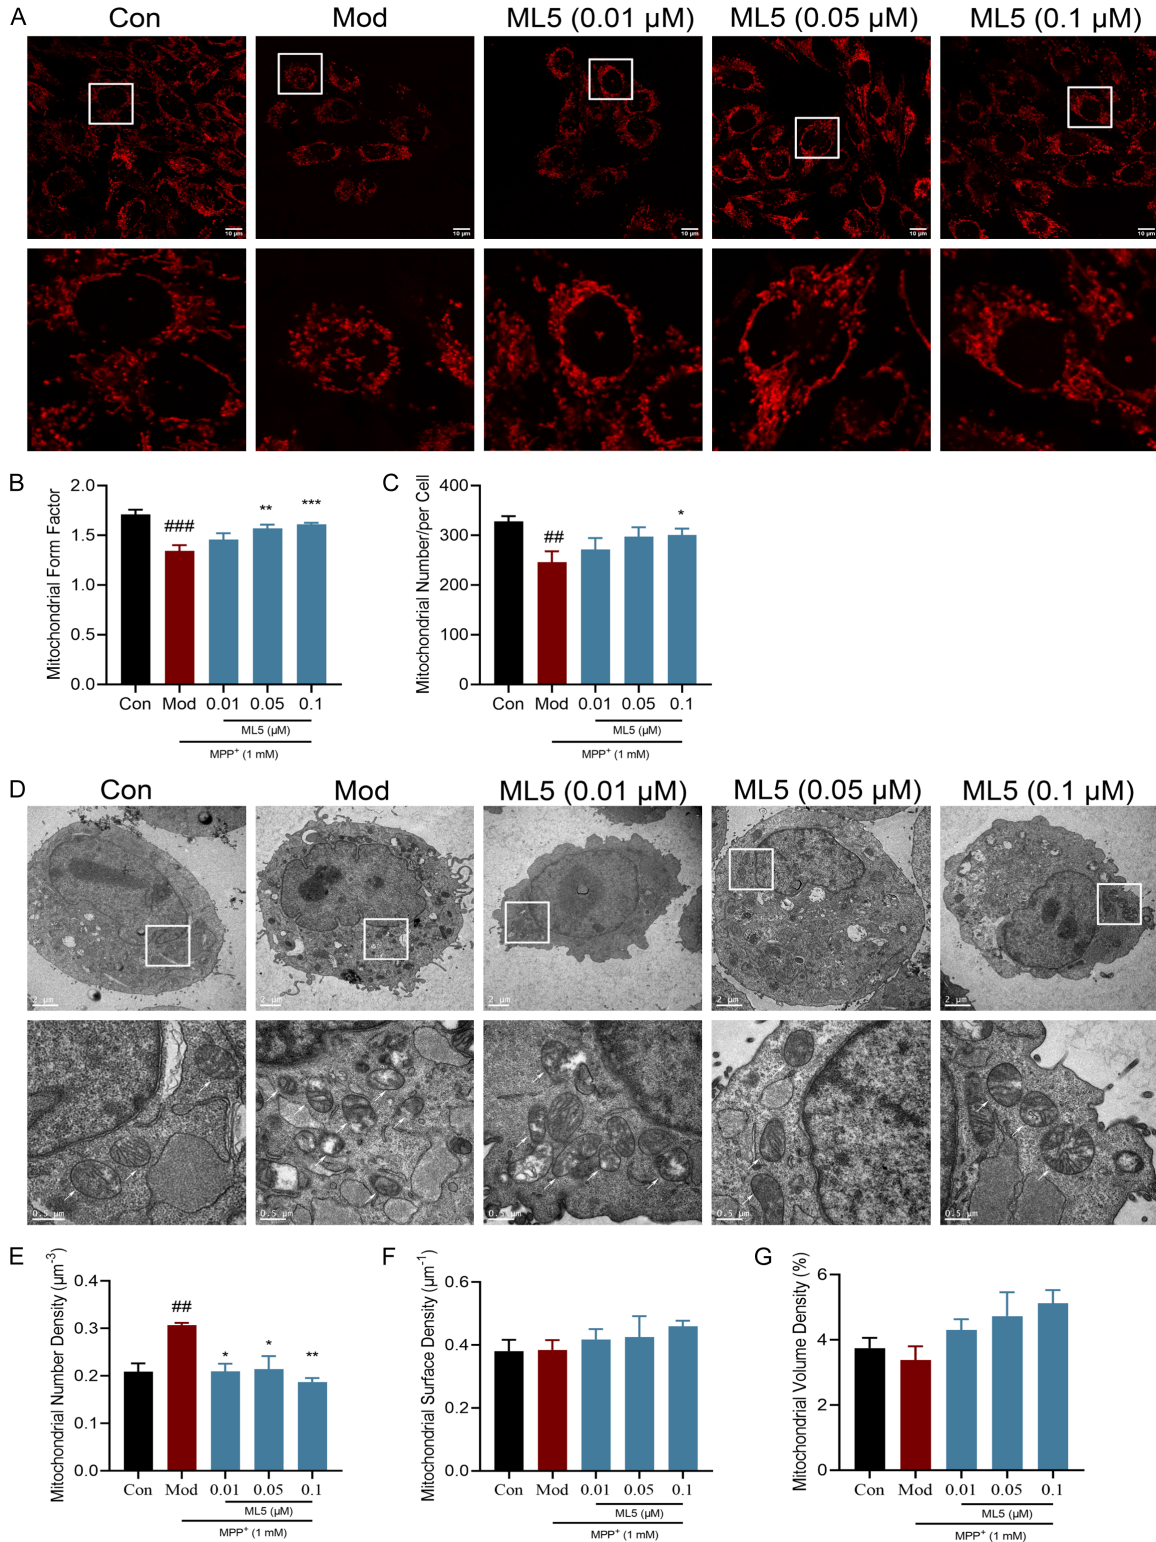 A
Con Mod ML5 (0.01 µM) ML5 (0.05 µM) ML5 (0.1 µM)
10 µm 10 µm 10 µm 10 µm 10 µm
B
Mitochondrial Form Factor
2.0
1.5
1.0
0.5
0.0
### ** ***
Con Mod 0.01 0.05 0.1
ML5 (µM)
MPP⁺ (1 mM)
C
Mitochondrial Number/per Cell
400
300
200
100
0
## *
Con Mod 0.01 0.05 0.1
ML5 (µM)
MPP⁺ (1 mM)
D
Con Mod ML5 (0.01 µM) ML5 (0.05 µM) ML5 (0.1 µM)
2 µm 2 µm 2 µm 2 µm 2 µm
0.5 µm 0.5 µm 0.5 µm 0.5 µm 0.5 µm
E
Mitochondrial Number Density (µm⁻³)
0.4
0.3
0.2
0.1
0.0
## * * **
Con Mod 0.01 0.05 0.1
ML5 (µM)
MPP⁺ (1 mM)
F
Mitochondrial Surface Density (µm⁻¹)
0.6
0.4
0.2
0.0
Con Mod 0.01 0.05 0.1
ML5 (µM)
MPP⁺ (1 mM)
G
Mitochondrial Volume Density (%)
6
4
2
0
Con Mod 0.01 0.05 0.1
ML5 (µM)
MPP⁺ (1 mM)